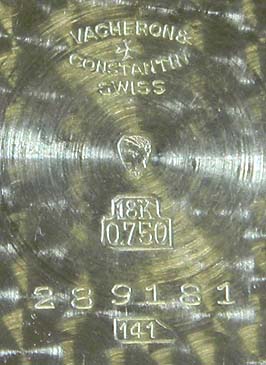 VACHERON &
CONSTANTIN
SWISS
18K
0.750
289181
141